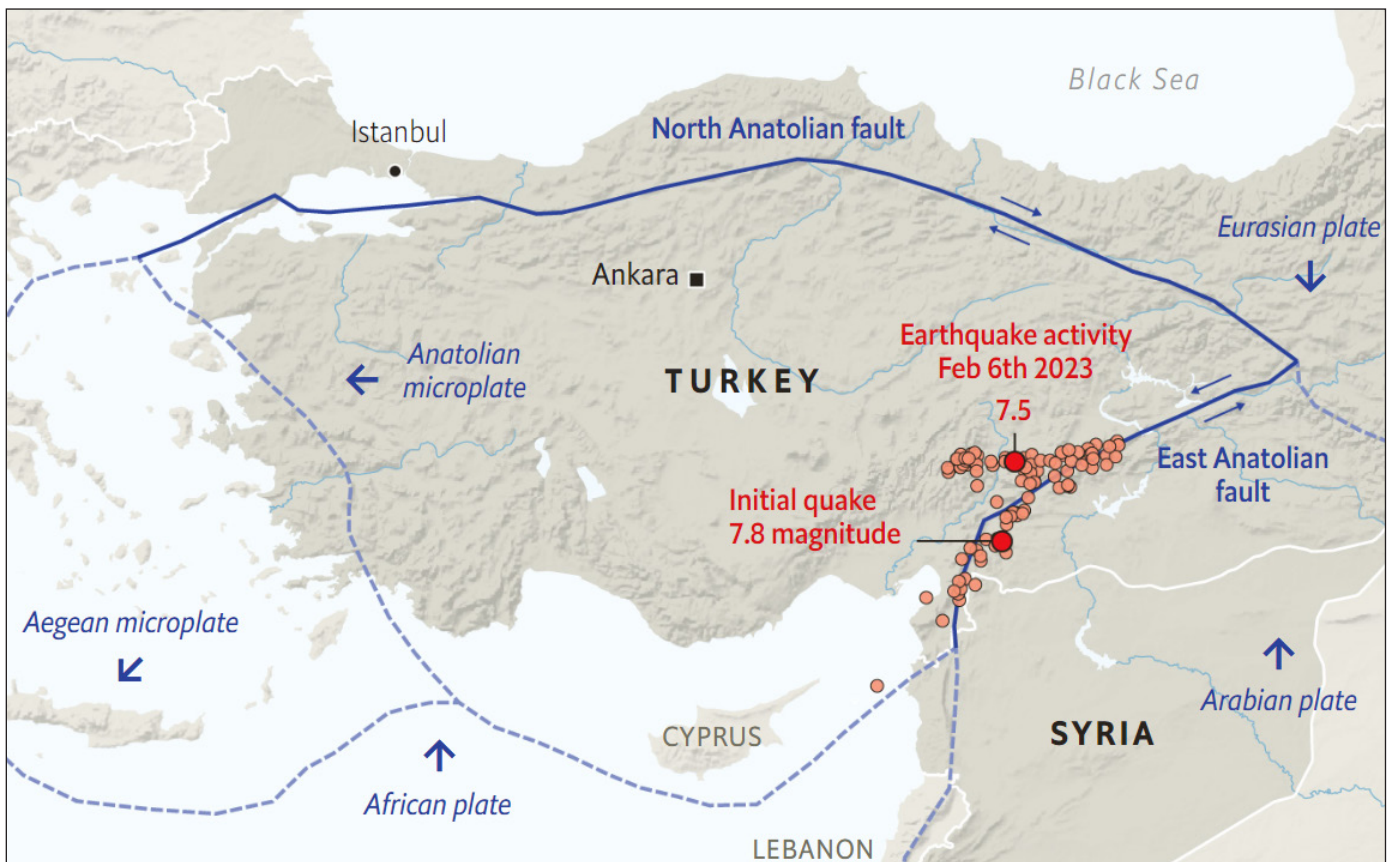 Black Sea
Istanbul
North Anatolian fault
Eurasian plate
Ankara
Earthquake activity
Feb 6th 2023
7.5
Anatolian
microplate
TURKEY
East Anatolian
fault
Initial quake
7.8 magnitude
Aegean microplate
Arabian plate
CYPRUS
SYRIA
African plate
LEBANON